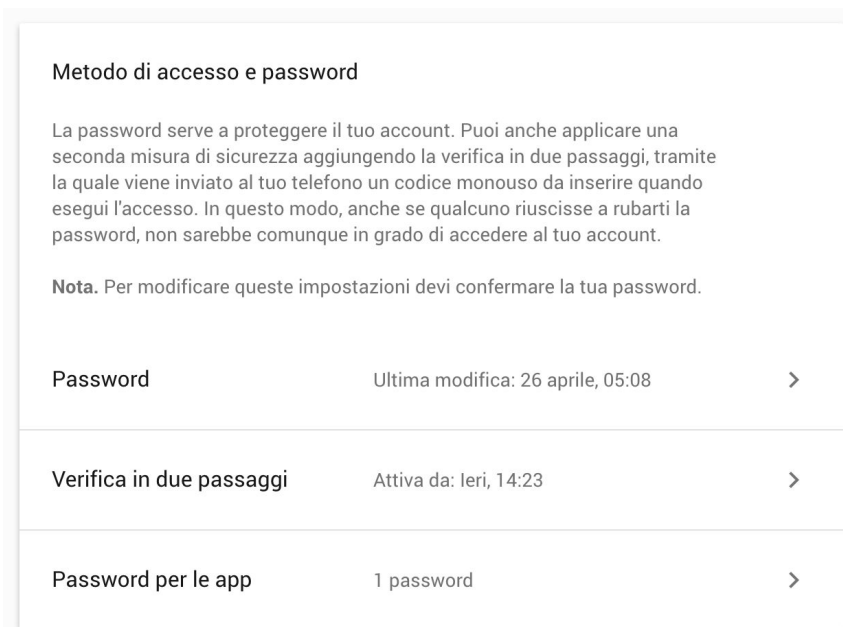 Metodo di accesso e password
La password serve a proteggere il tuo account. Puoi anche applicare una
seconda misura di sicurezza aggiungendo la verifica in due passaggi, tramite
la quale viene inviato al tuo telefono un codice monouso da inserire quando
esegui l'accesso. In questo modo, anche se qualcuno riuscisse a rubarti la
password, non sarebbe comunque in grado di accedere al tuo account.
Nota. Per modificare queste impostazioni devi confermare la tua password.
Password Ultima modifica: 26 aprile, 05:08
Verifica in due passaggi Attiva da: Ieri, 14:23
Password per le app 1 password